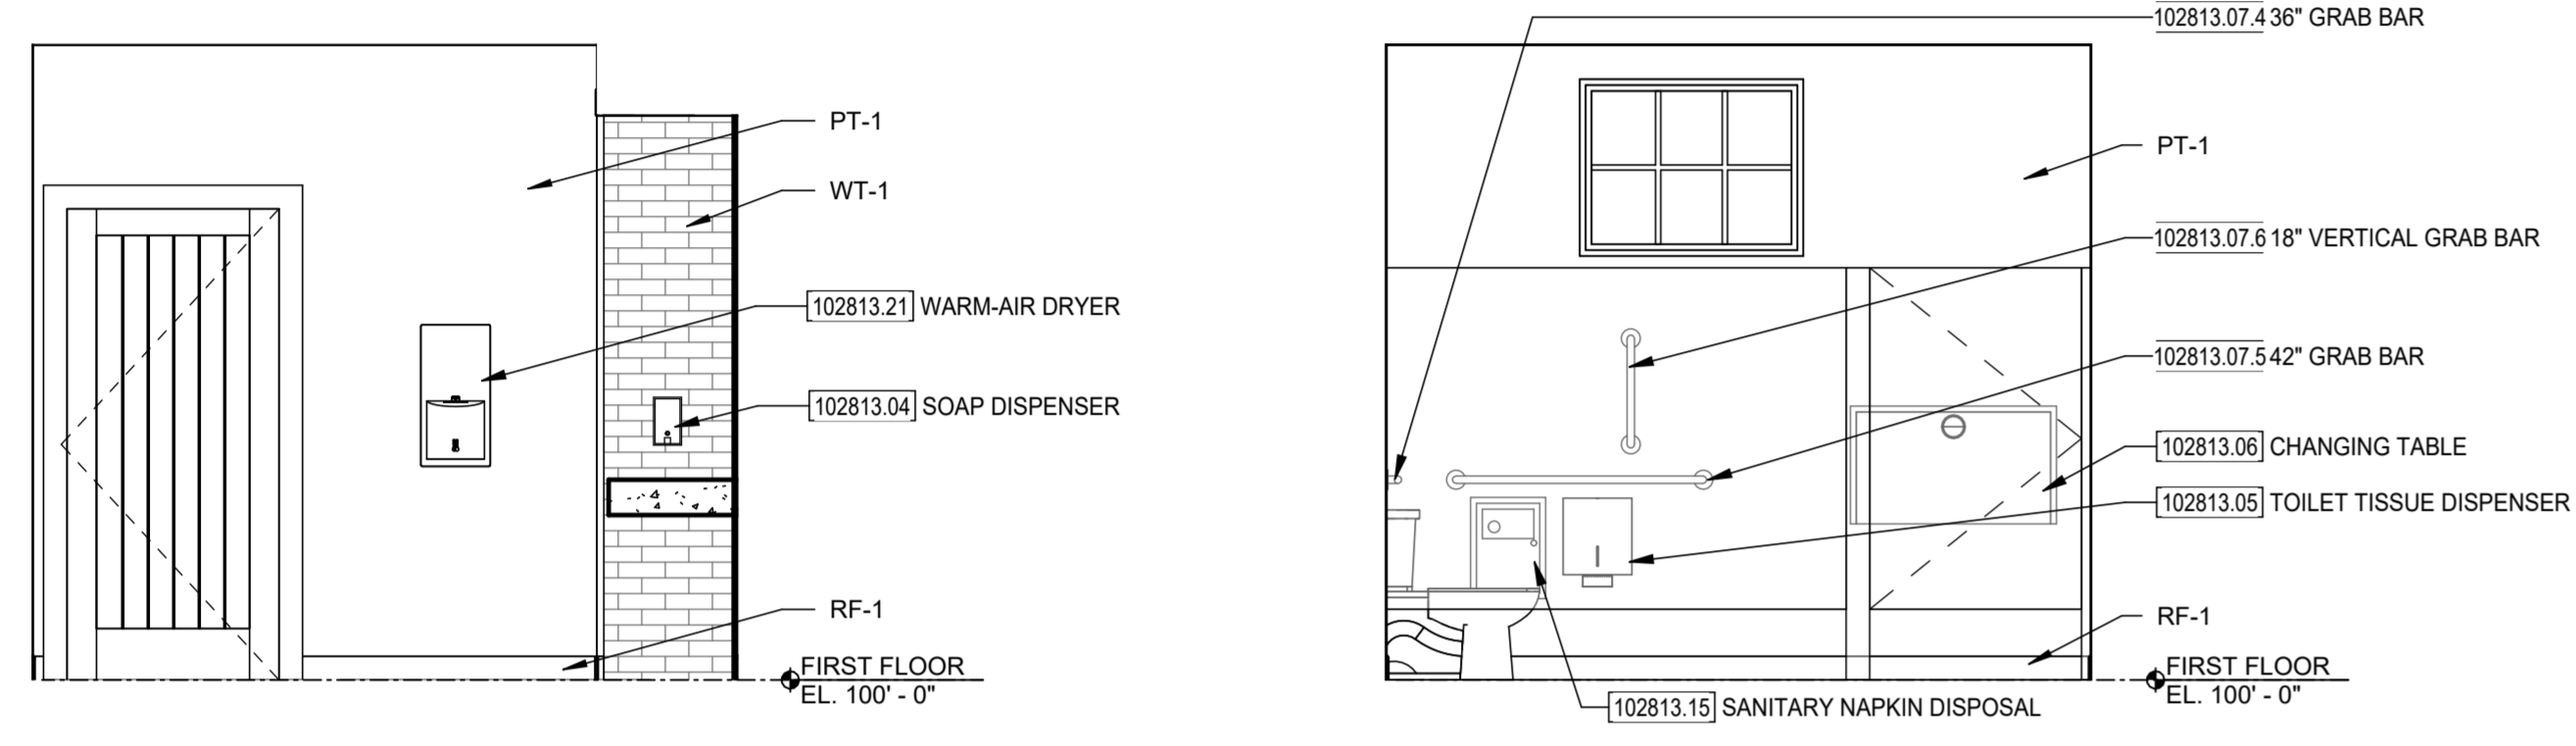 PT-1
WT-1
102813.21 WARM-AIR DRYER
102813.04 SOAP DISPENSER
RF-1
FIRST FLOOR
EL. 100' - 0"
102813.07.4 36" GRAB BAR
PT-1
102813.07.6 18" VERTICAL GRAB BAR
102813.07.5 42" GRAB BAR
102813.06 CHANGING TABLE
102813.05 TOILET TISSUE DISPENSER
RF-1
FIRST FLOOR
EL. 100' - 0"
102813.15 SANITARY NAPKIN DISPOSAL